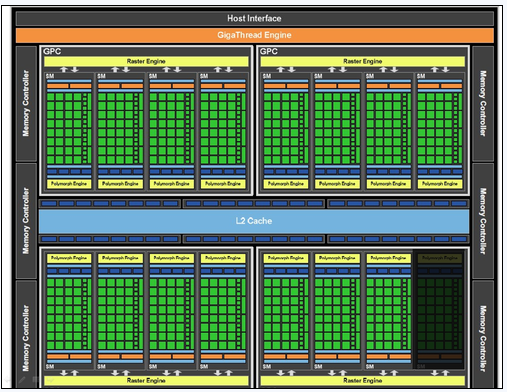 Host Interface
GigaThread Engine
GPC
GPC
Raster Engine
Raster Engine
SM
SM
SM
SM
SM
SM
SM
SM
Memory Controller
Memory Controller
Polymorph Engine
Polymorph Engine
Polymorph Engine
Polymorph Engine
Polymorph Engine
Polymorph Engine
Polymorph Engine
Polymorph Engine
Memory Controller
L2 Cache
Memory Controller
Polymorph Engine
Polymorph Engine
Polymorph Engine
Polymorph Engine
Polymorph Engine
Polymorph Engine
Polymorph Engine
Polymorph Engine
Memory Controller
Memory Controller
SM
SM
SM
SM
SM
SM
SM
Raster Engine
Raster Engine